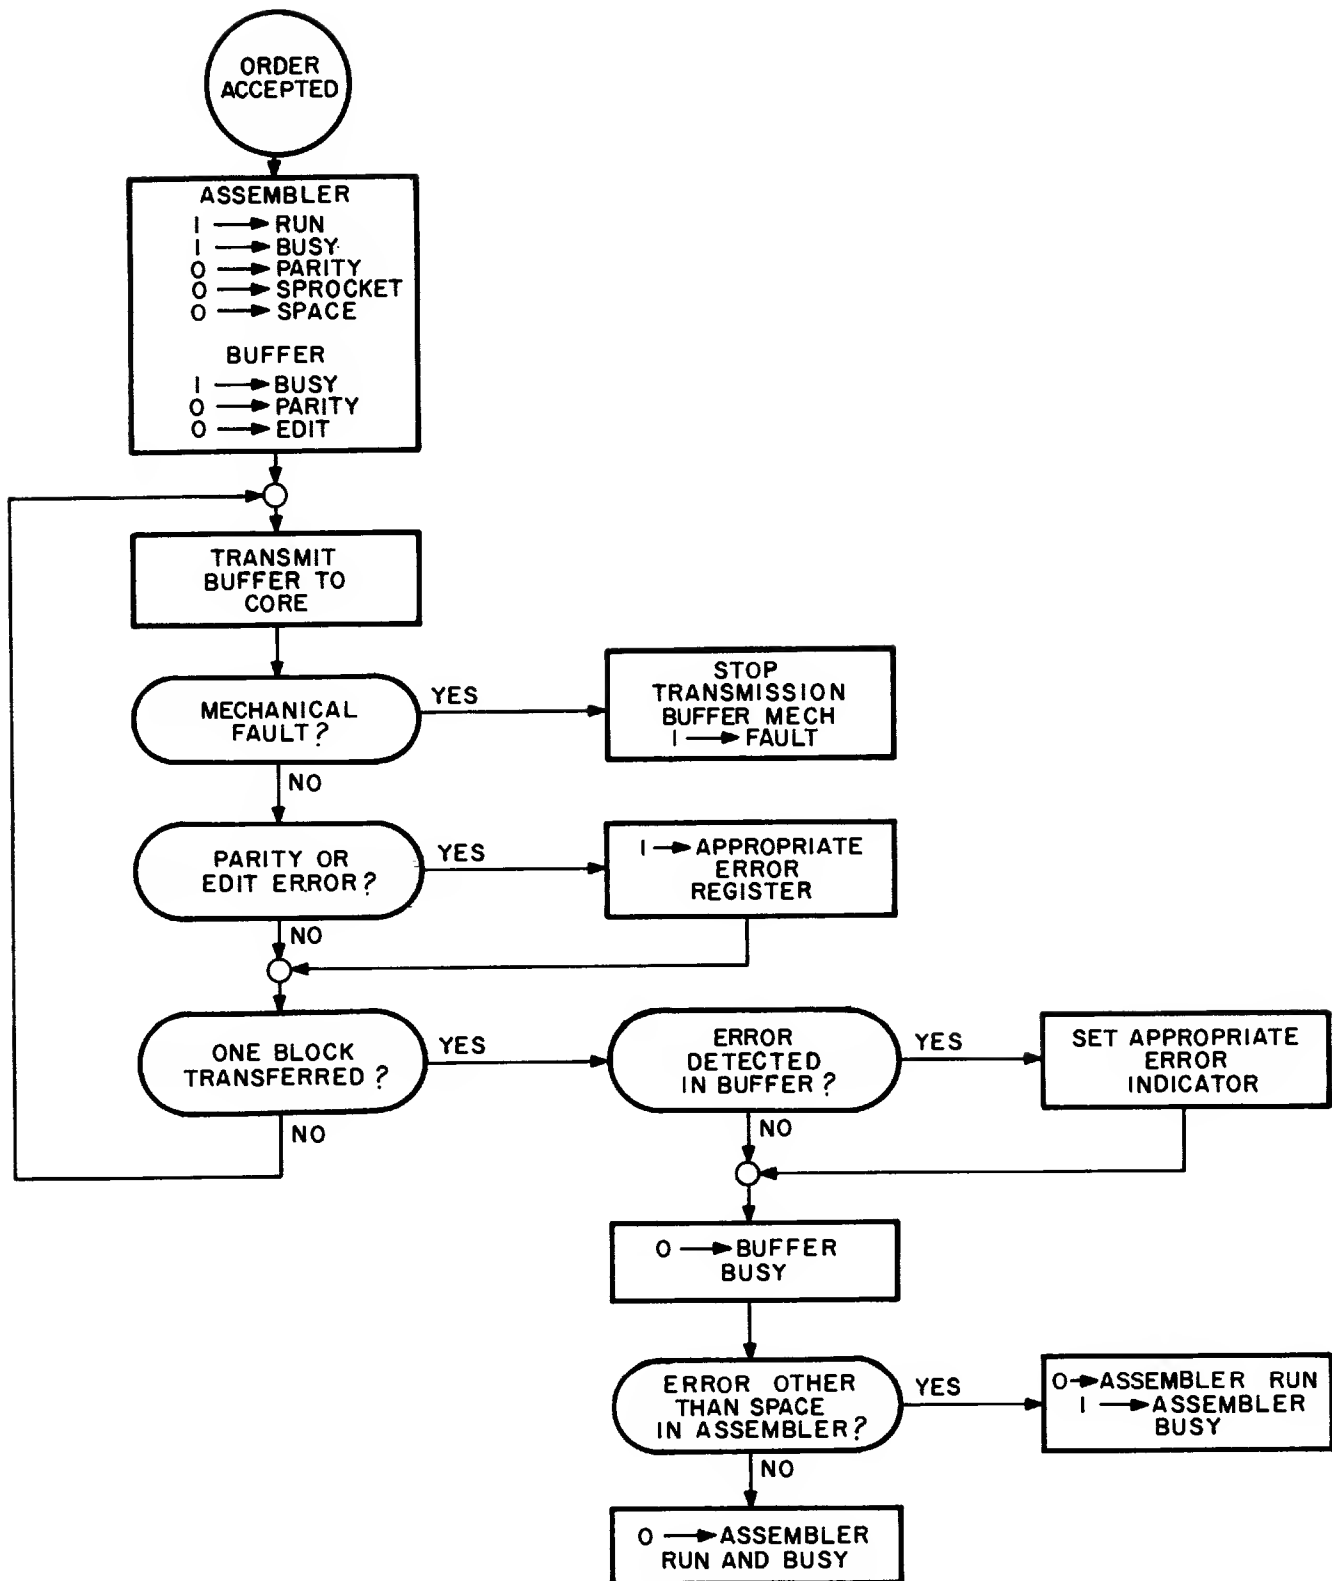 ORDER
ACCEPTED
ASSEMBLER
1 → RUN
1 → BUSY
0 → PARITY
0 → SPROCKET
0 → SPACE
BUFFER
1 → BUSY
0 → PARITY
0 → EDIT
TRANSMIT
BUFFER TO
CORE
MECHANICAL
FAULT?
YES
STOP
TRANSMISSION
BUFFER MECH
1 → FAULT
NO
PARITY OR
EDIT ERROR?
YES
1 → APPROPRIATE
ERROR
REGISTER
NO
ONE BLOCK
TRANSFERRED?
YES
ERROR
DETECTED
IN BUFFER?
YES
SET APPROPRIATE
ERROR
INDICATOR
NO
NO
0 → BUFFER
BUSY
ERROR OTHER
THAN SPACE
IN ASSEMBLER?
YES
0 → ASSEMBLER RUN
1 → ASSEMBLER
BUSY
NO
0 → ASSEMBLER
RUN AND BUSY